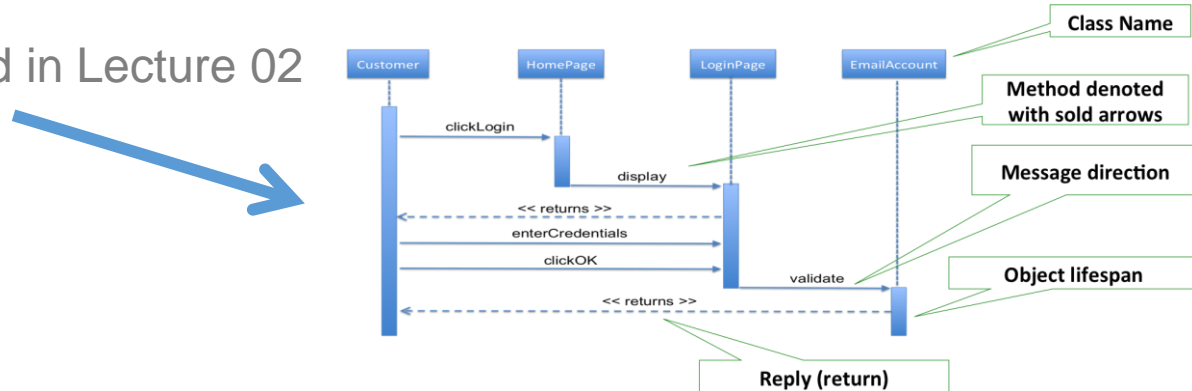 d in Lecture 02
Class Name
Customer
HomePage
LoginPage
EmailAccount
Method denoted
with sold arrows
clickLogin
display
Message direction
<< returns >>
enterCredentials
clickOK
validate
Object lifespan
<< returns >>
Reply (return)